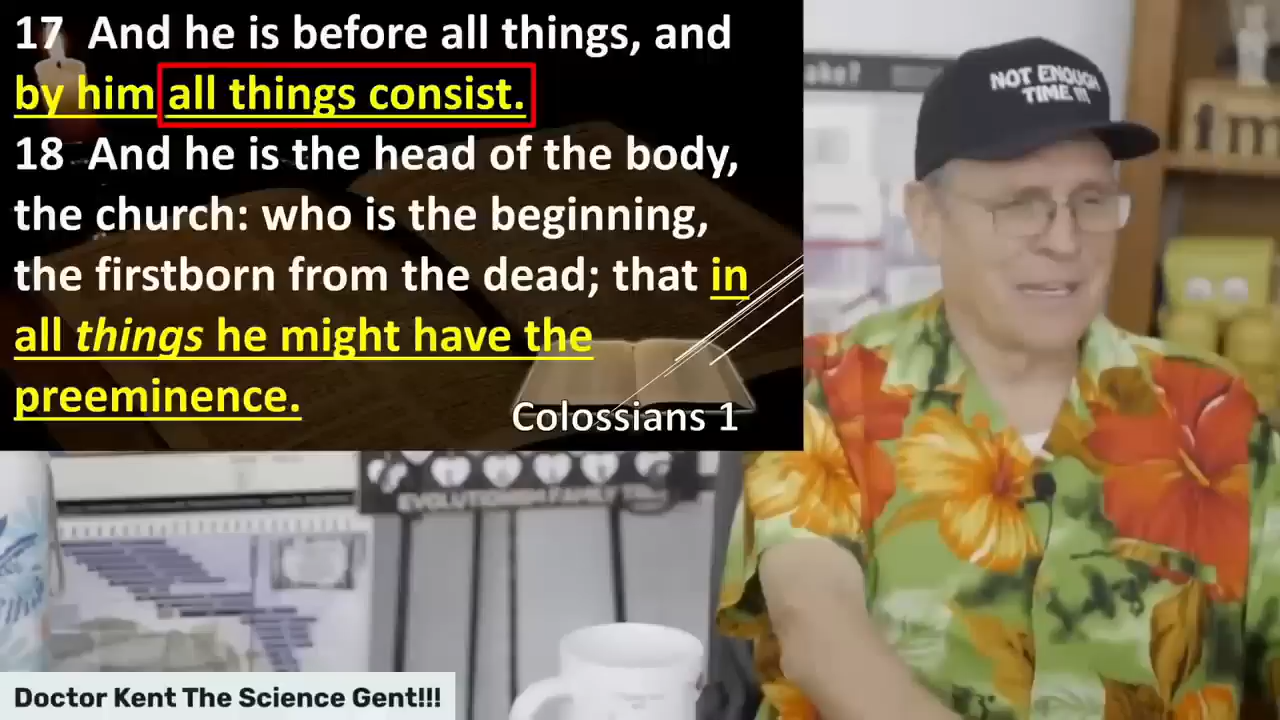 17 And he is before all things, and
by him all things consist.
18 And he is the head of the body,
the church: who is the beginning,
the firstborn from the dead; that in
all things he might have the
preeminence.
Colossians 1
NOT ENOUGH
TIME !!!
Doctor Kent The Science Gent!!!